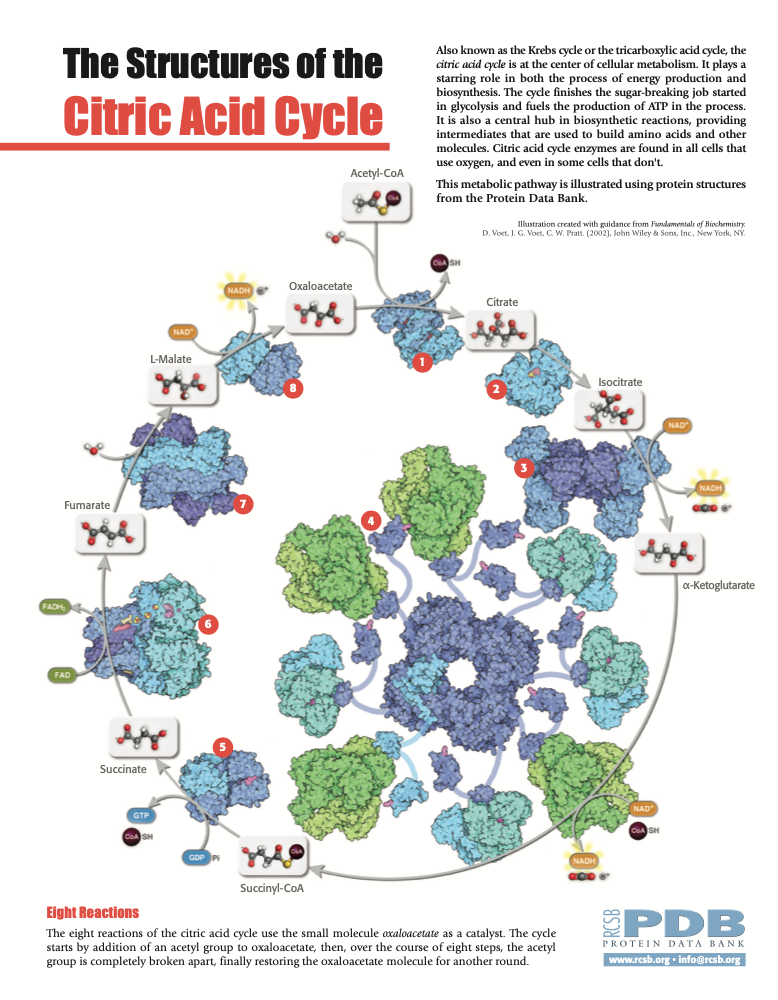 The Structures of the
Citric Acid Cycle
Also known as the Krebs cycle or the tricarboxylic acid cycle, the
citric acid cycle is at the center of cellular metabolism. It plays a
starring role in both the process of energy production and
biosynthesis. The cycle finishes the sugar-breaking job started
in glycolysis and fuels the production of ATP in the process.
It is also a central hub in biosynthetic reactions, providing
intermediates that are used to build amino acids and other
molecules. Citric acid cycle enzymes are found in all cells that
use oxygen, and even in some cells that don't.
This metabolic pathway is illustrated using protein structures
from the Protein Data Bank.
Illustration created with guidance from Fundamentals of Biochemistry.
D. Voet, J. G. Voet, C. W. Pratt. (2002), John Wiley & Sons, Inc., New York, NY.
Acetyl-CoA
CoA
CoA SH
NADH H+
Oxaloacetate
Citrate
NAD+
1
L-Malate
8
2
Isocitrate
NAD+
3
NADH
H+
7
4
Fumarate
α-Ketoglutarate
FADH2
6
FAD
5
Succinate
GTP
CoA SH
NAD+
CoA SH
GDP Pi
CoA
NADH
H+
Succinyl-CoA
Eight Reactions
The eight reactions of the citric acid cycle use the small molecule oxaloacetate as a catalyst. The cycle
starts by addition of an acetyl group to oxaloacetate, then, over the course of eight steps, the acetyl
group is completely broken apart, finally restoring the oxaloacetate molecule for another round.
RCSB
PDB
PROTEIN DATA BANK
www.rcsb.org • info@rcsb.org